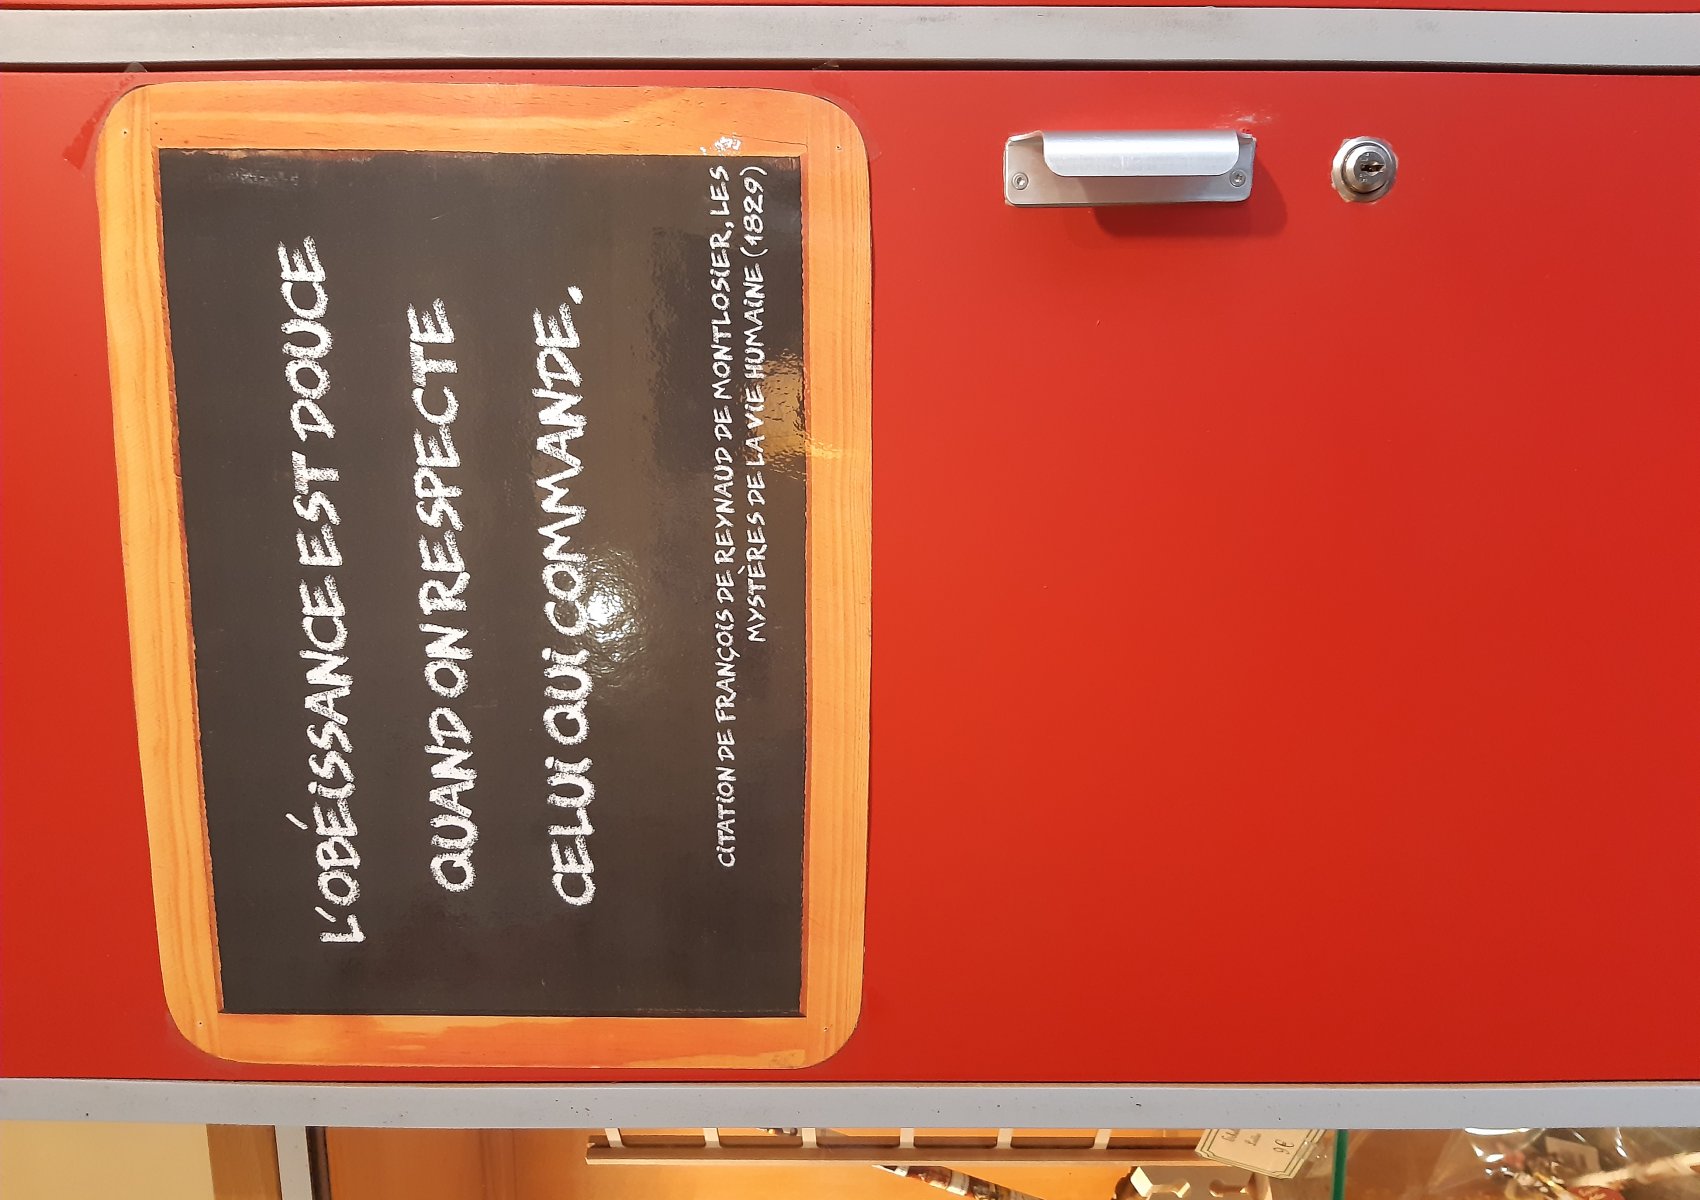 L'OBÉISSANCE EST DOUCE
QUAND ON RESPECTE
CELUI QUI COMMANDE.
CITATION DE FRANÇOIS DE REYNAUD DE MONTLOSIER, LES
MYSTÈRES DE LA VIE HUMAINE (1829)
9€